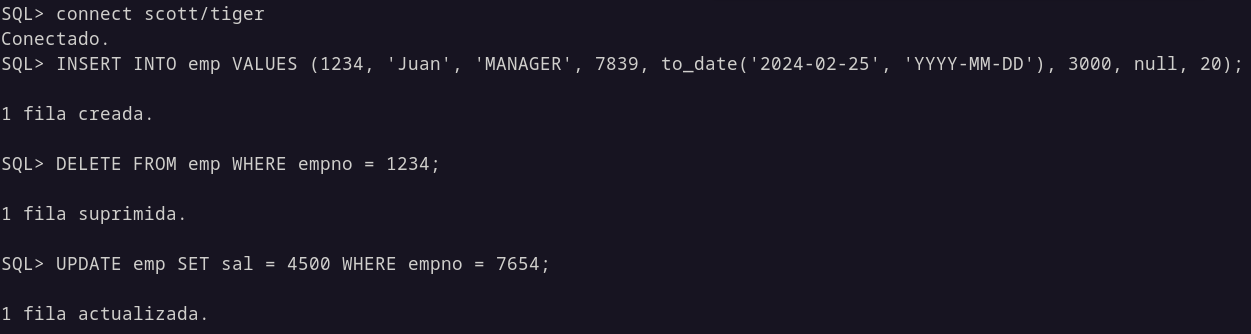 SQL> connect scott/tiger
Conectado.
SQL> INSERT INTO emp VALUES (1234, 'Juan', 'MANAGER', 7839, to_date('2024-02-25', 'YYYY-MM-DD'), 3000, null, 20);
1 fila creada.
SQL> DELETE FROM emp WHERE empno = 1234;
1 fila suprimida.
SQL> UPDATE emp SET sal = 4500 WHERE empno = 7654;
1 fila actualizada.